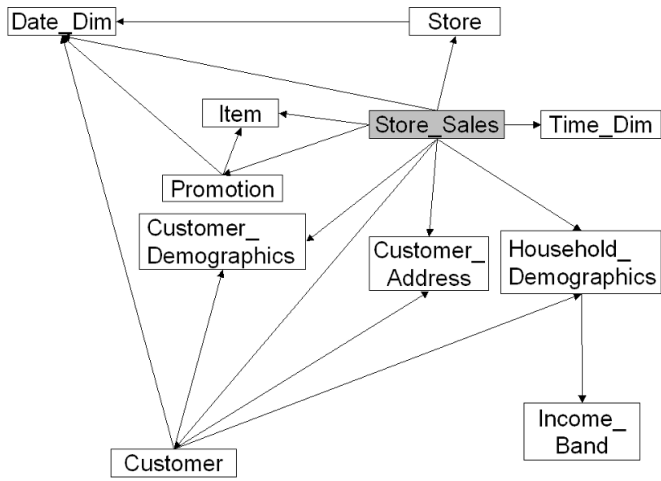 Date_Dim
Store
Item
Store_Sales
Time_Dim
Promotion
Customer_
Demographics
Customer_
Address
Household_
Demographics
Income_
Band
Customer